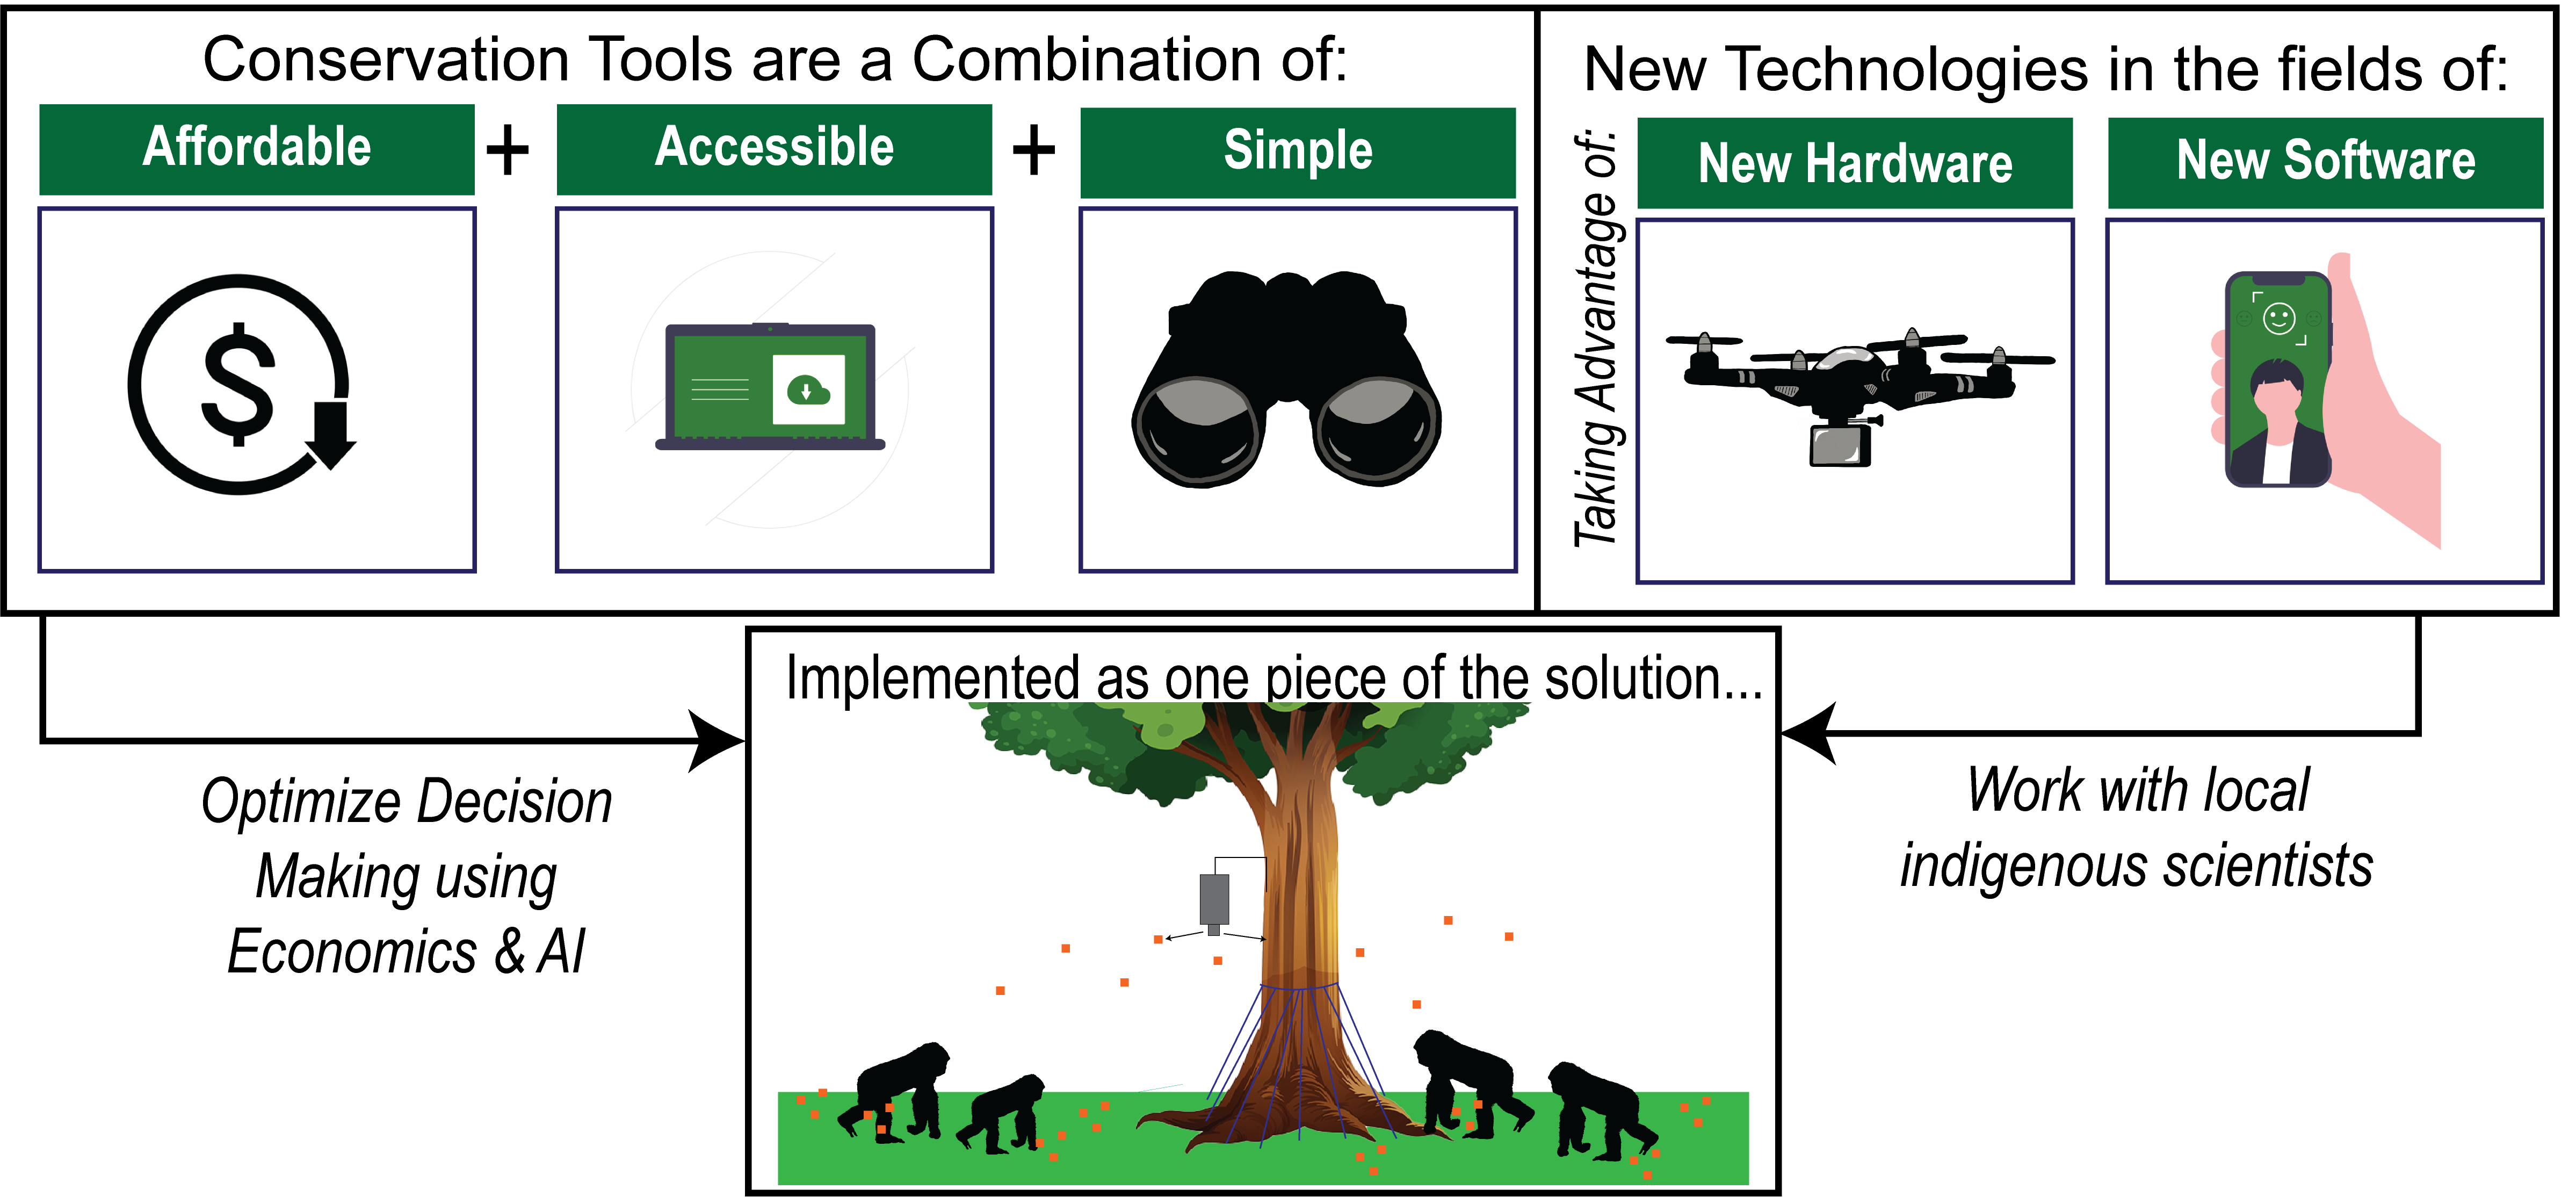 Conservation Tools are a Combination of:
Affordable + Accessible + Simple
$
New Technologies in the fields of:
Taking Advantage of:
New Hardware
New Software
Implemented as one piece of the solution...
Optimize Decision
Making using
Economics & AI
Work with local
indigenous scientists